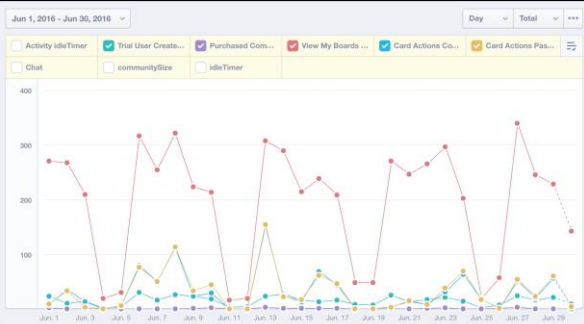 Jun 1, 2016 - Jun 30, 2016
Day
Total
Activity idleTimer
Trial User Create...
Purchased Com...
View My Boards ...
Card Actions Co...
Card Actions Pas...
Chat
communitySize
idleTimer
400
300
200
100
Jun. 1 Jun. 3 Jun. 5 Jun. 7 Jun. 9 Jun. 11 Jun. 13 Jun. 15 Jun. 17 Jun. 19 Jun. 21 Jun. 23 Jun. 25 Jun. 27 Jun. 29